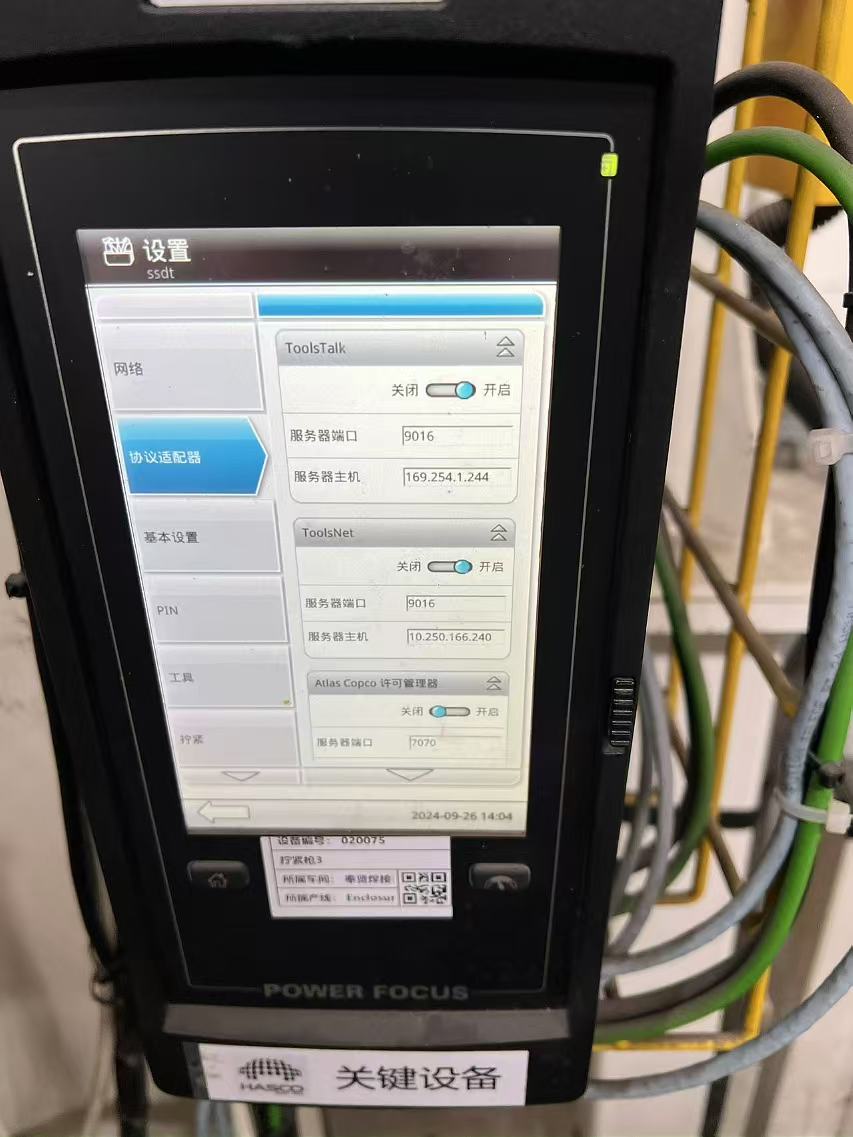 设置
ssdt
网络
协议适配器
基本设置
PIN
工具
拧紧
ToolsTalk
关闭 开启
服务器端口 9016
服务器主机 169.254.1.244
ToolsNet
关闭 开启
服务器端口 9016
服务器主机 10.250.166.240
Atlas Copco 许可管理器
关闭 开启
服务器端口 7070
2024-09-26 14:04
设备编号: 020075
拧紧枪3
所属车间: 奉贤焊接
所属产线: Enclosur
POWER FOCUS
HASCO 关键设备